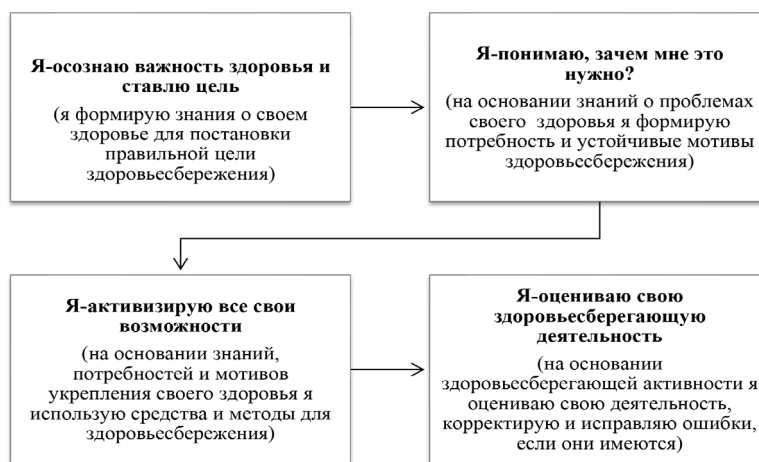 Я-осознаю важность здоровья и
ставлю цель
(я формирую знания о своем
здоровье для постановки
правильной цели
здоровьесбережения)
Я-понимаю, зачем мне это
нужно?
(на основании знаний о проблемах
своего здоровья я формирую
потребность и устойчивые мотивы
здоровьесбережения)
Я-активизирую все свои
возможности
(на основании знаний,
потребностей и мотивов
укрепления своего здоровья я
использую средства и методы для
здоровьесбережения)
Я-оцениваю свою
здоровьесберегающую
деятельность
(на основании
здоровьесберегающей активности я
оцениваю свою деятельность,
корректирую и исправляю ошибки,
если они имеются)